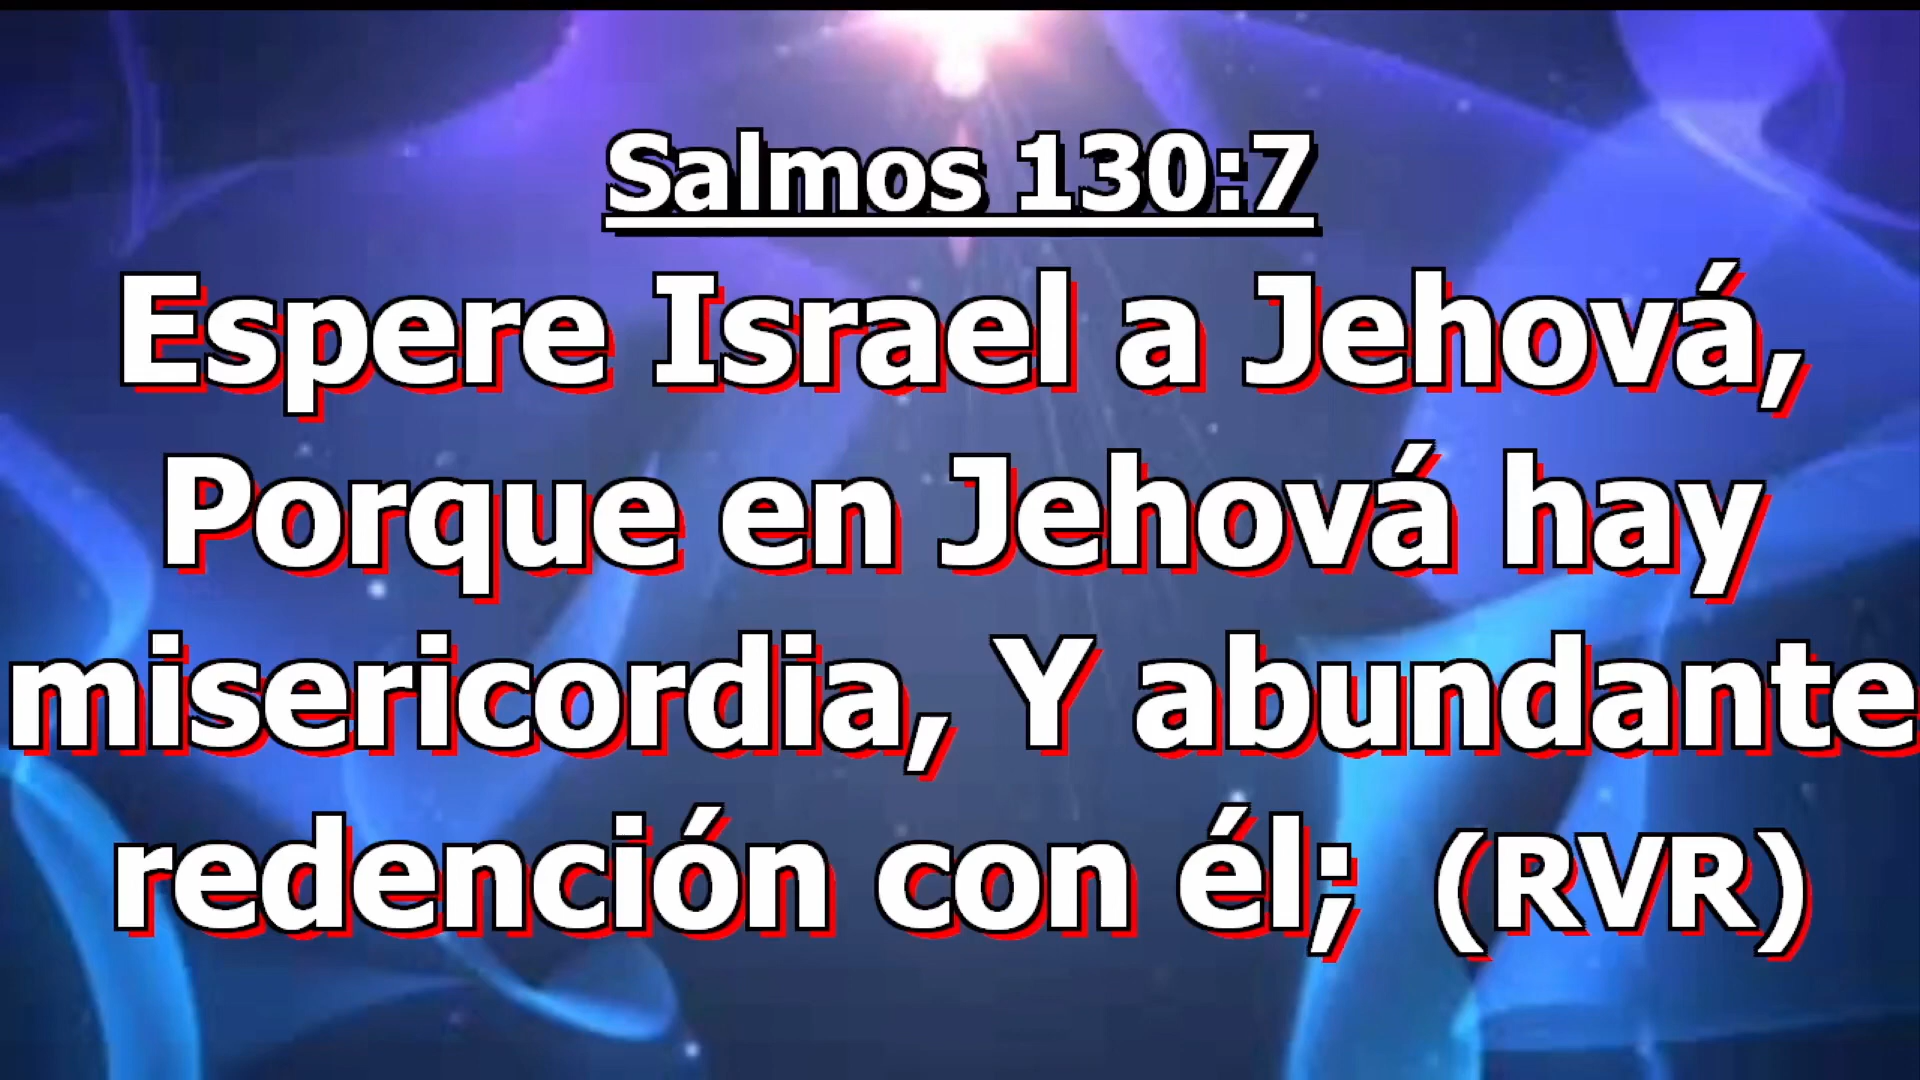 Salmos 130:7
Espere Israel a Jehová,
Porque en Jehová hay
misericordia, Y abundante
redención con él; (RVR)